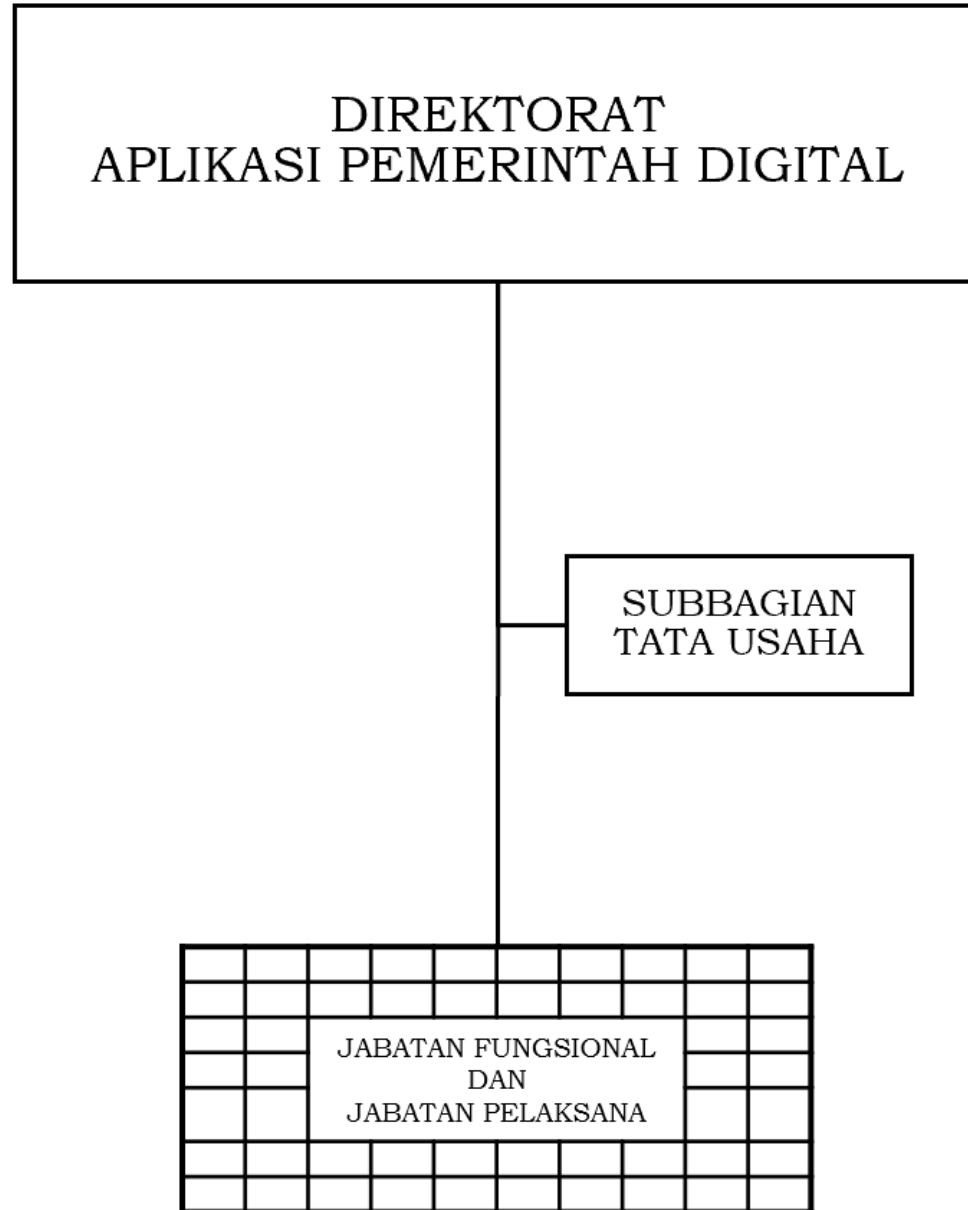 DIREKTORAT
APLIKASI PEMERINTAH DIGITAL
SUBBAGIAN
TATA USAHA
JABATAN FUNGSIONAL
DAN
JABATAN PELAKSANA